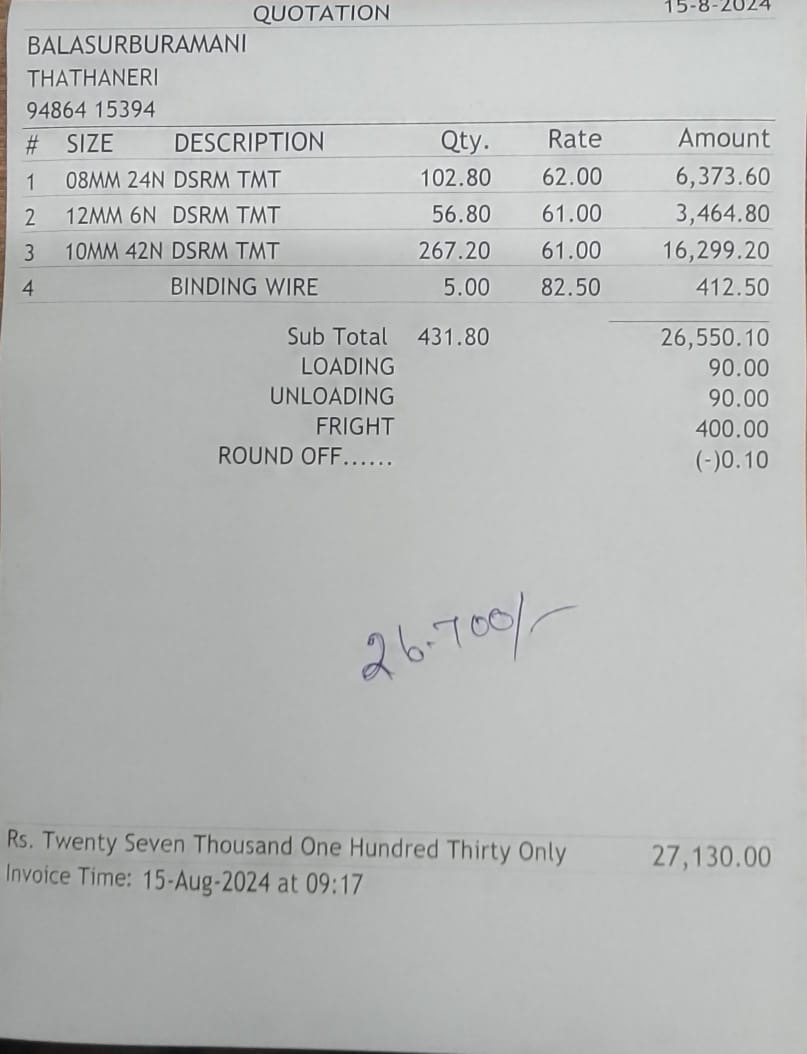 QUOTATION 15-8-2024
BALASURBURAMANI
THATHANERI
94864 15394
# SIZE DESCRIPTION Qty. Rate Amount
1 08MM 24N DSRM TMT 102.80 62.00 6,373.60
2 12MM 6N DSRM TMT 56.80 61.00 3,464.80
3 10MM 42N DSRM TMT 267.20 61.00 16,299.20
4 BINDING WIRE 5.00 82.50 412.50
Sub Total 431.80 26,550.10
LOADING 90.00
UNLOADING 90.00
FRIGHT 400.00
ROUND OFF...... (-)0.10
26.700/-
Rs. Twenty Seven Thousand One Hundred Thirty Only 27,130.00
Invoice Time: 15-Aug-2024 at 09:17